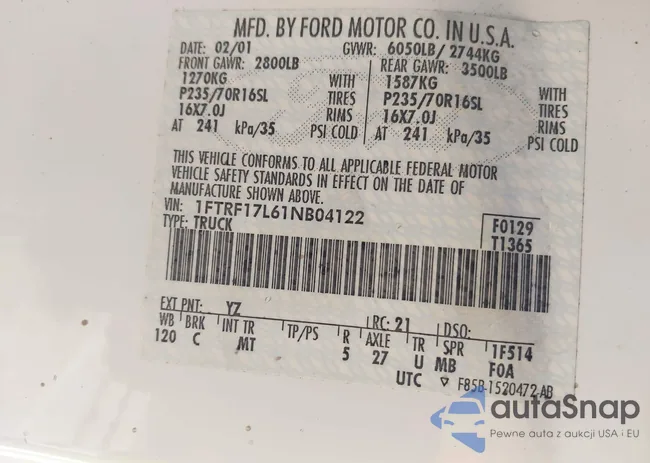 MFD. BY FORD MOTOR CO. IN U.S.A.
DATE: 02/01 GVWR: 6050LB/ 2744KG
FRONT GAWR: 2800LB REAR GAWR: 3500LB
1270KG WITH 1587KG WITH
P235/70R16SL TIRES P235/70R16SL TIRES
16X7.0J RIMS 16X7.0J RIMS
AT 241 kPa/35 PSI COLD AT 241 kPa/35 PSI COLD
THIS VEHICLE CONFORMS TO ALL APPLICABLE FEDERAL MOTOR
VEHICLE SAFETY STANDARDS IN EFFECT ON THE DATE OF
MANUFACTURE SHOWN ABOVE.
VIN: 1FTRF17L61NB04122 F0129
TYPE: TRUCK T1365
EXT PNT: YZ RC: 21 DSO:
WB BRK INT TR TP/PS R AXLE TR SPR 1F514
120 C MT 5 27 U MB F0A
UTC ▽ F85B-1520472-AB
autaSnap
Pewne auta z aukcji USA i EU